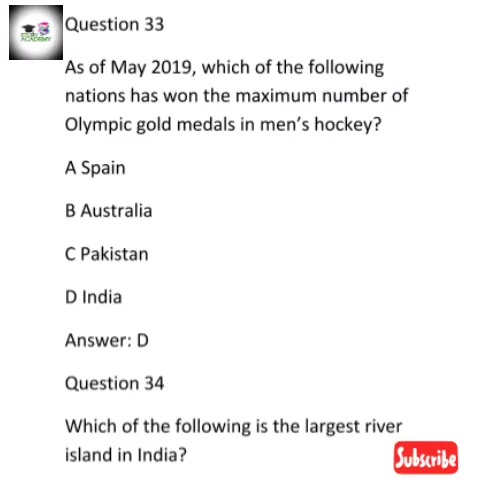 STUDY
ACADEMY
Question 33
As of May 2019, which of the following
nations has won the maximum number of
Olympic gold medals in men’s hockey?
A Spain
B Australia
C Pakistan
D India
Answer: D
Question 34
Which of the following is the largest river
island in India?
Subscribe